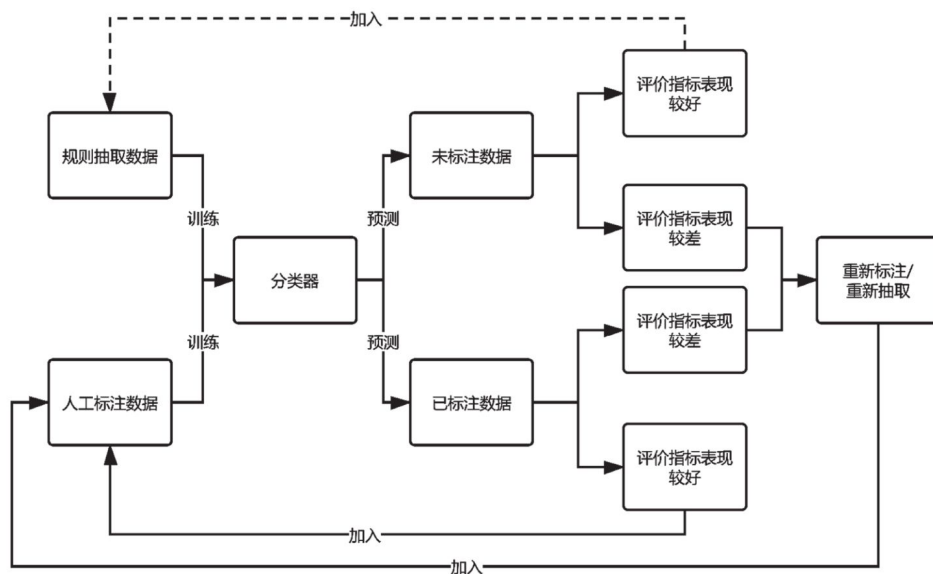 加入
评价指标表现
较好
规则抽取数据
未标注数据
训练
预测
评价指标表现
较差
分类器
重新标注/
重新抽取
评价指标表现
较差
训练
预测
人工标注数据
已标注数据
评价指标表现
较好
加入
加入